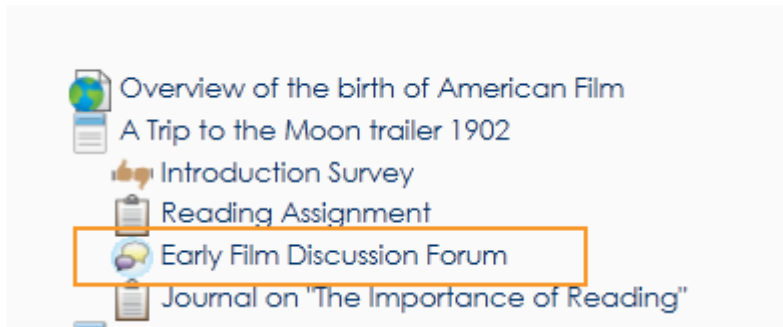 Overview of the birth of American Film
A Trip to the Moon trailer 1902
Introduction Survey
Reading Assignment
Early Film Discussion Forum
Journal on "The Importance of Reading"